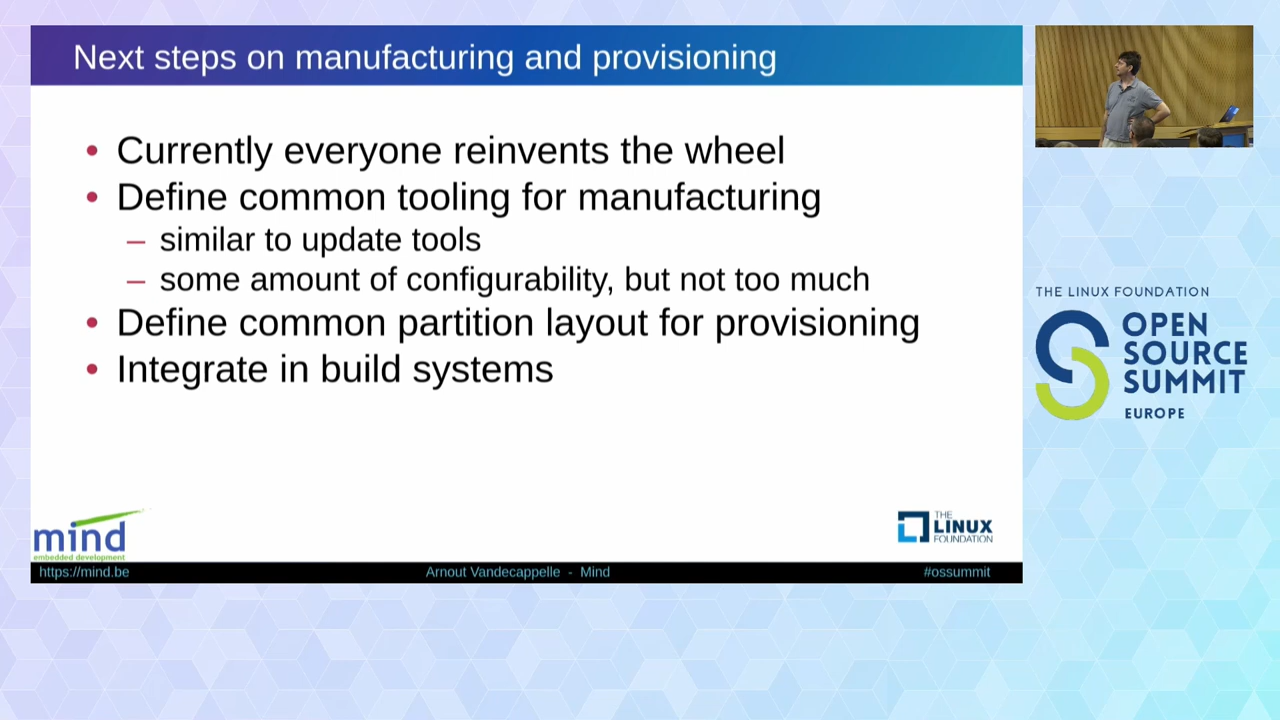 Next steps on manufacturing and provisioning
• Currently everyone reinvents the wheel
• Define common tooling for manufacturing
– similar to update tools
– some amount of configurability, but not too much
• Define common partition layout for provisioning
• Integrate in build systems
mind
embedded development
THE
LINUX
FOUNDATION
https://mind.be
Arnout Vandecappelle - Mind
#ossummit
THE LINUX FOUNDATION
OPEN
SOURCE
SUMMIT
EUROPE